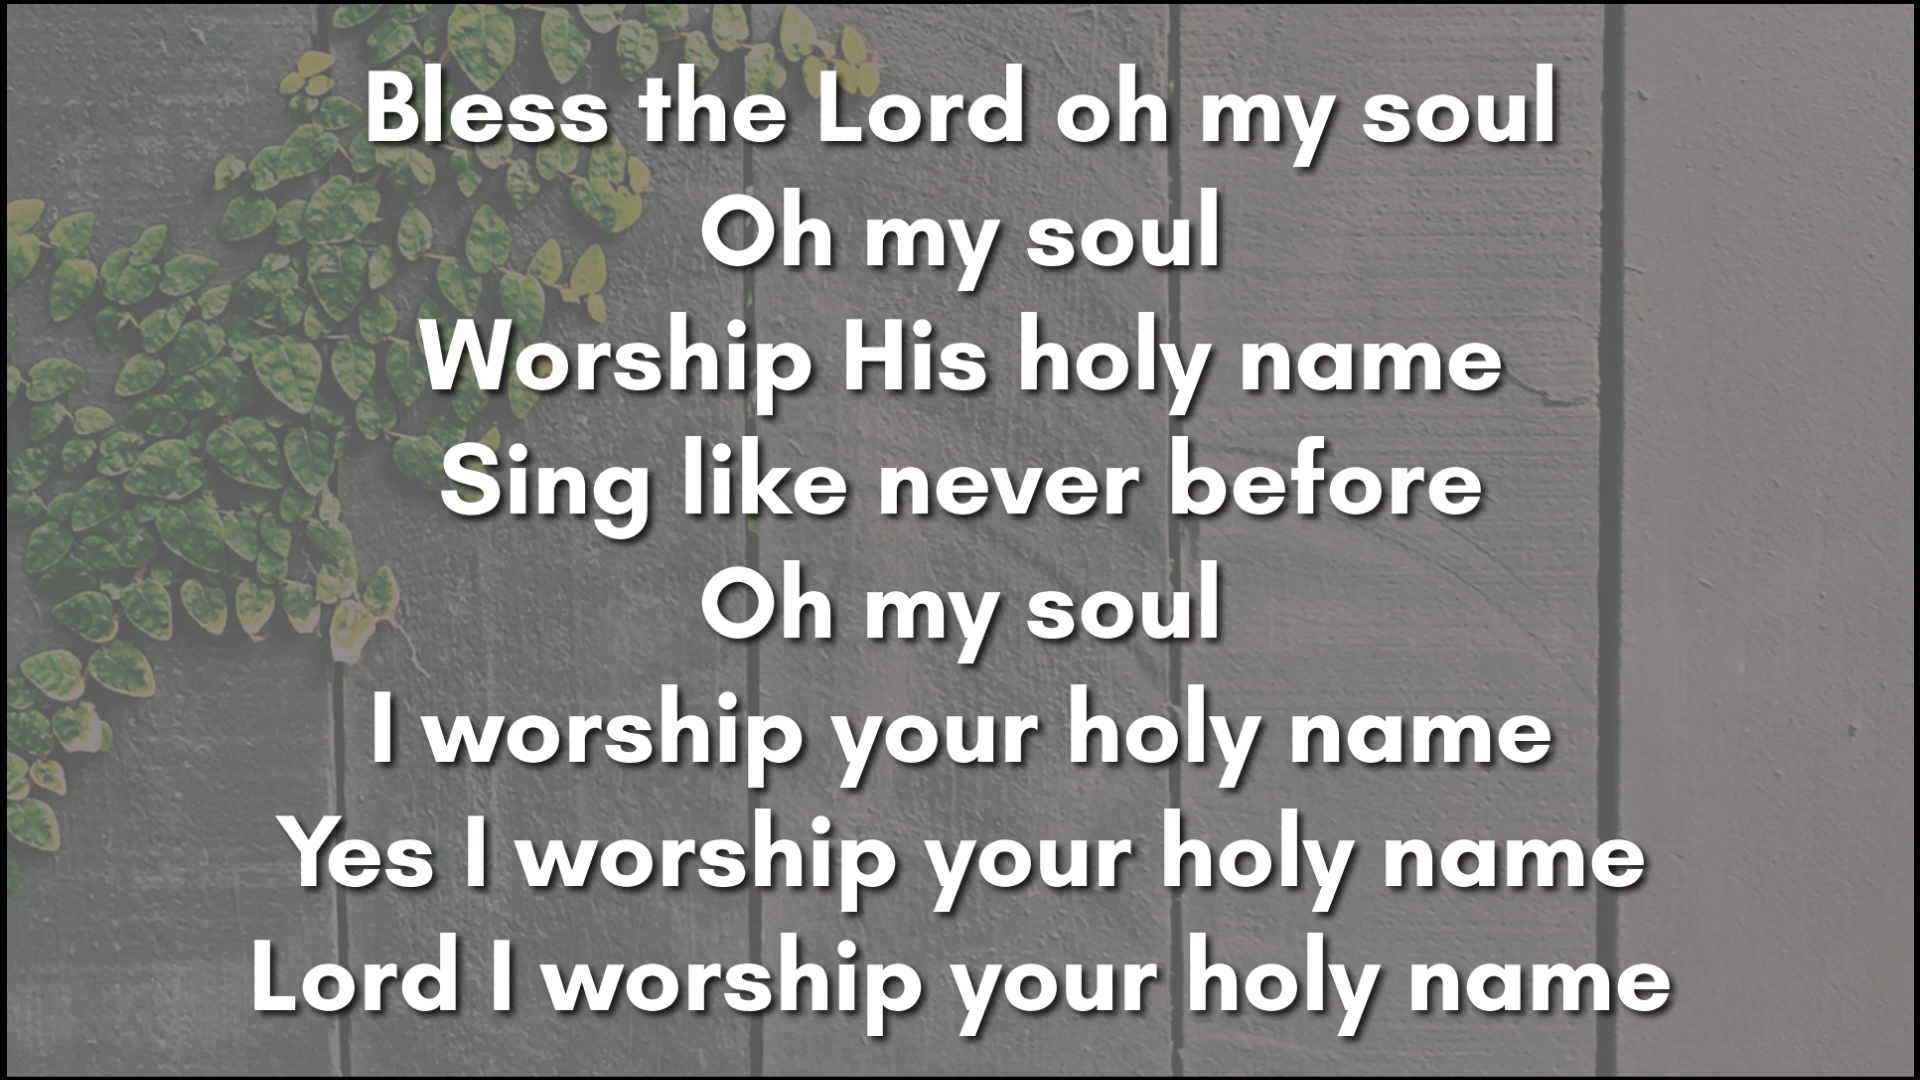 Bless the Lord oh my soul
Oh my soul
Worship His holy name
Sing like never before
Oh my soul
I worship your holy name
Yes I worship your holy name
Lord I worship your holy name